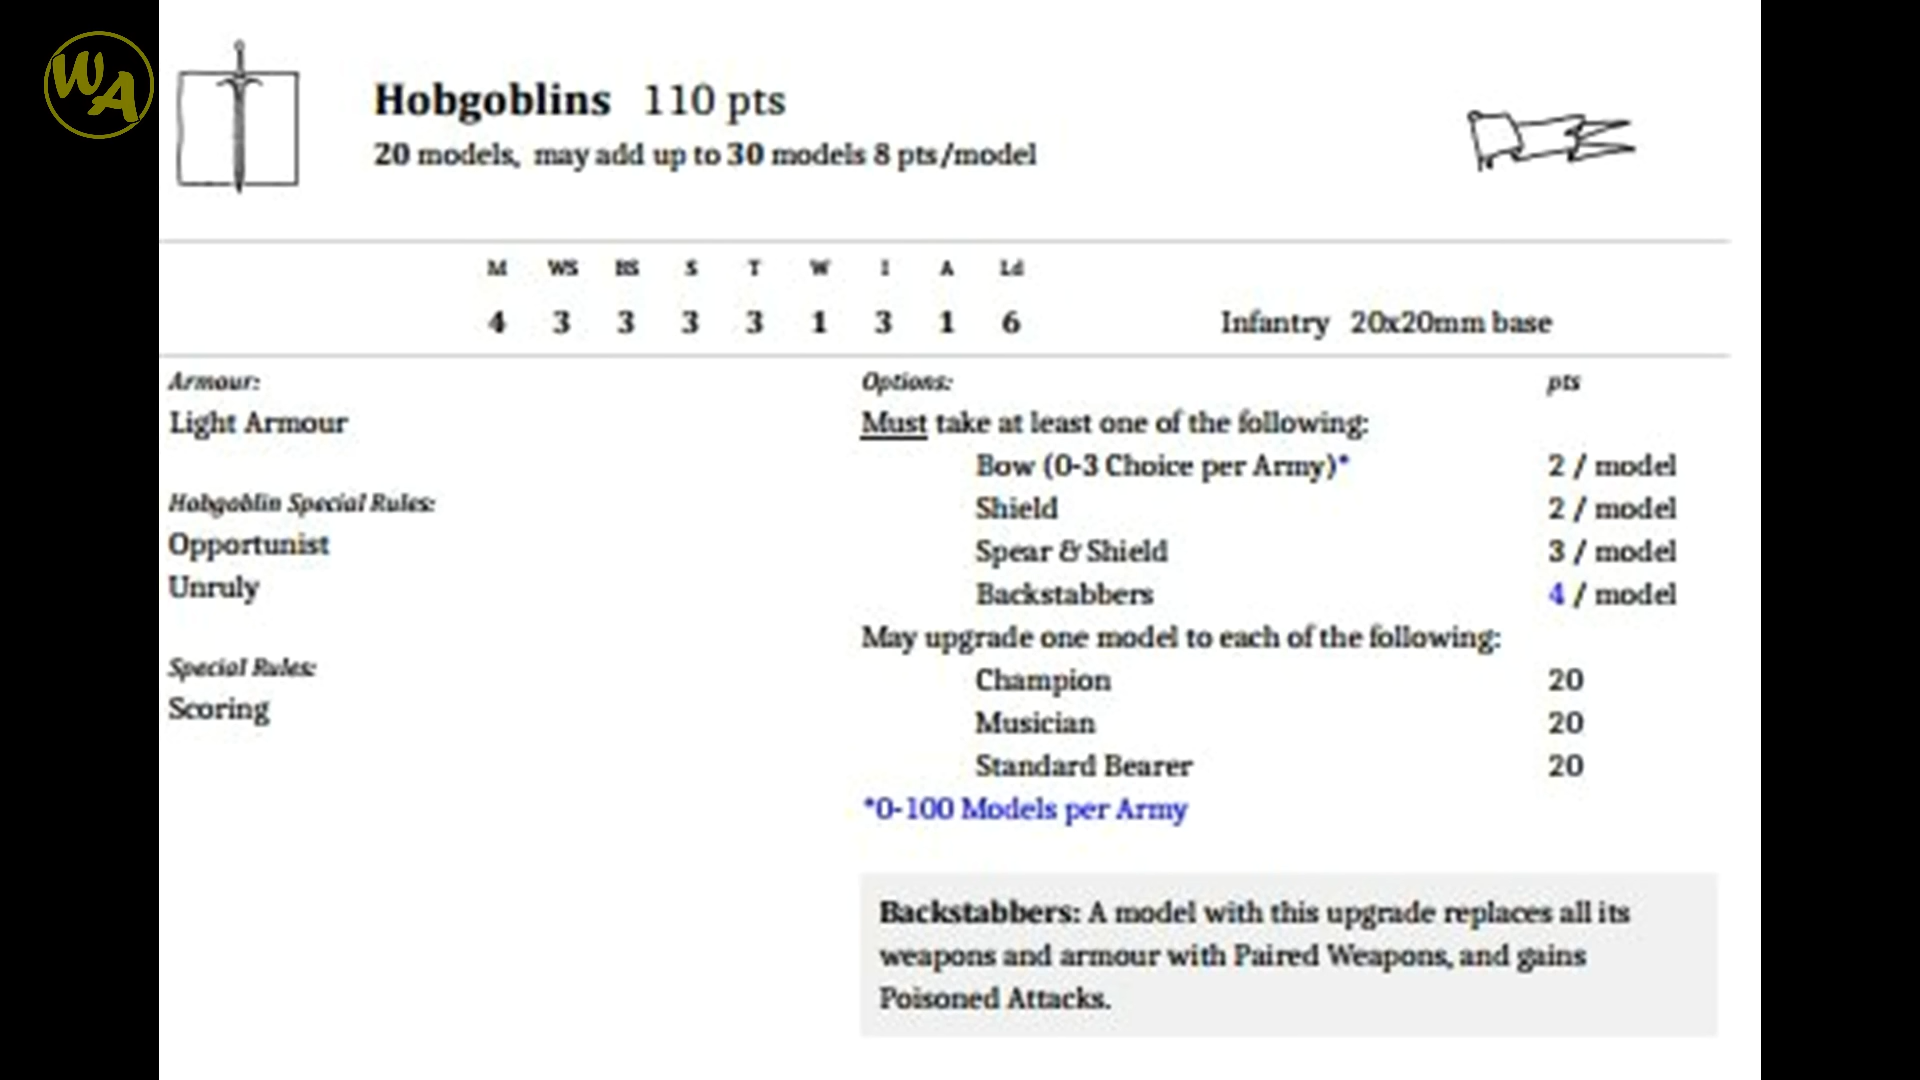 WA
Hobgoblins 110 pts
20 models, may add up to 30 models 8 pts/model
M WS BS S T W I A Ld
4 3 3 3 3 1 3 1 6 Infantry 20x20mm base
Armour:
Light Armour
Hobgoblin Special Rules:
Opportunist
Unruly
Special Rules:
Scoring
Options: pts
Must take at least one of the following:
Bow (0-3 Choice per Army)* 2 / model
Shield 2 / model
Spear & Shield 3 / model
Backstabbers 4 / model
May upgrade one model to each of the following:
Champion 20
Musician 20
Standard Bearer 20
*0-100 Models per Army
Backstabbers: A model with this upgrade replaces all its
weapons and armour with Paired Weapons, and gains
Poisoned Attacks.